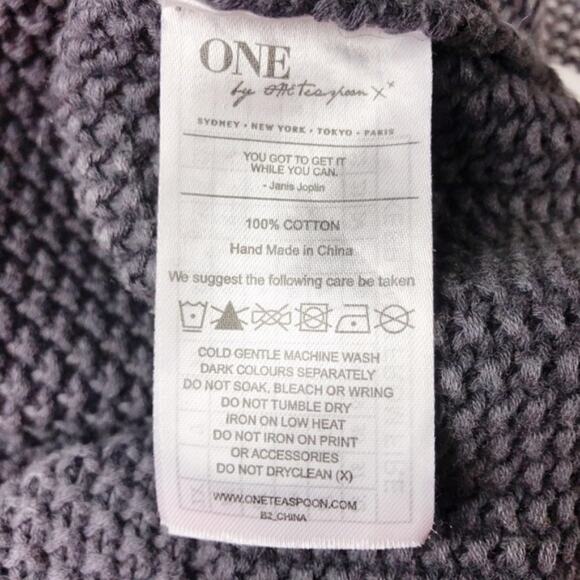 ONE
by oneteaspoon xx
SYDNEY • NEW YORK • TOKYO • PARIS
YOU GOT TO GET IT
WHILE YOU CAN.
- Janis Joplin
100% COTTON
Hand Made in China
We suggest the following care be taken
COLD GENTLE MACHINE WASH
DARK COLOURS SEPARATELY
DO NOT SOAK, BLEACH OR WRING
DO NOT TUMBLE DRY
IRON ON LOW HEAT
DO NOT IRON ON PRINT
OR ACCESSORIES
DO NOT DRYCLEAN (X)
WWW.ONETEASPOON.COM
B2_CHINA